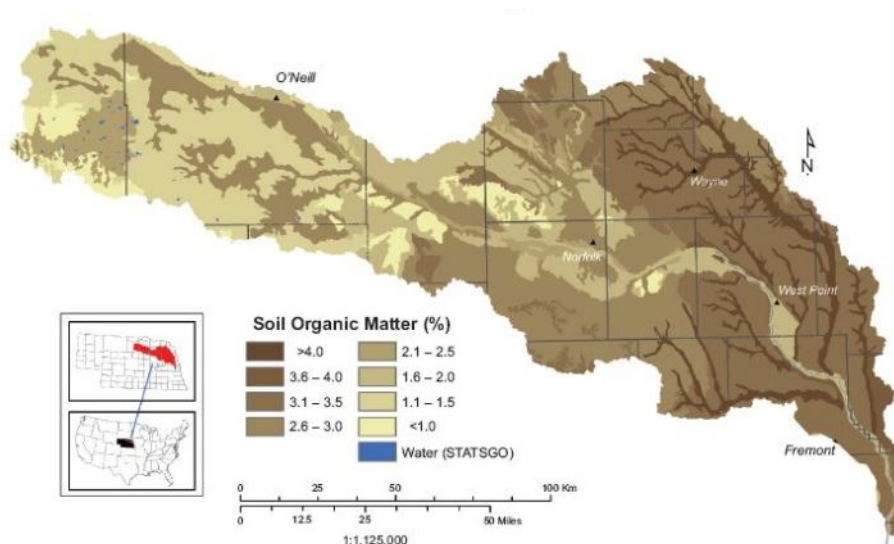 O'Neill
N
Wayne
Norfolk
West Point
Fremont
Soil Organic Matter (%)
>4.0
3.6 – 4.0
3.1 – 3.5
2.6 – 3.0
2.1 – 2.5
1.6 – 2.0
1.1 – 1.5
<1.0
Water (STATSGO)
0 25 50 100 Km
0 12.5 25 50 Miles
1:1,125,000